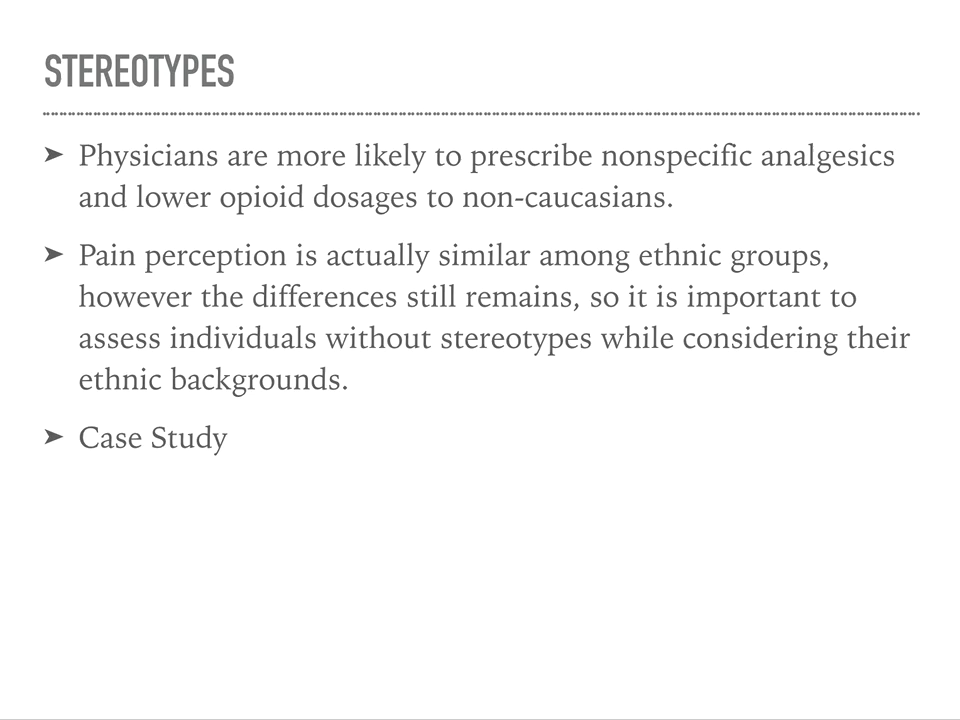 STEREOTYPES
➤ Physicians are more likely to prescribe nonspecific analgesics
and lower opioid dosages to non-caucasians.
➤ Pain perception is actually similar among ethnic groups,
however the differences still remains, so it is important to
assess individuals without stereotypes while considering their
ethnic backgrounds.
➤ Case Study